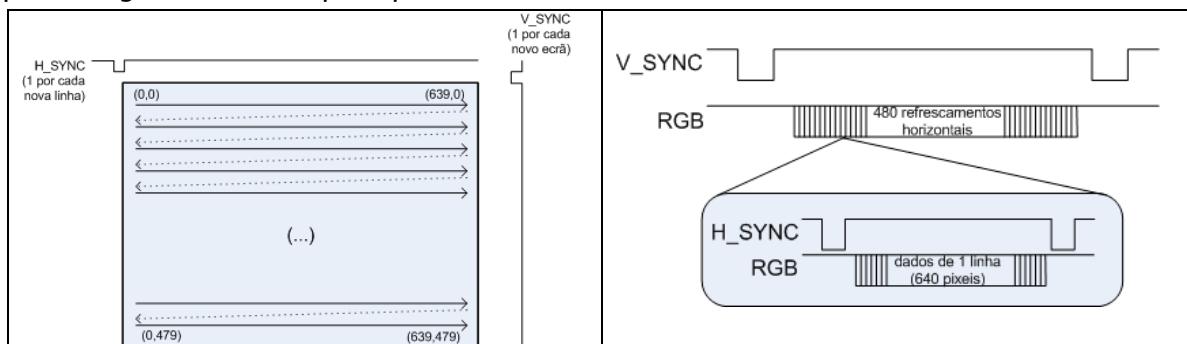 V_SYNC
(1 por cada
novo ecrã)
H_SYNC
(1 por cada
nova linha)
(0,0)
(639,0)
(...)
(0,479)
(639,479)
V_SYNC
RGB
480 refrescamentos
horizontais
H_SYNC
RGB
dados de 1 linha
(640 pixeis)